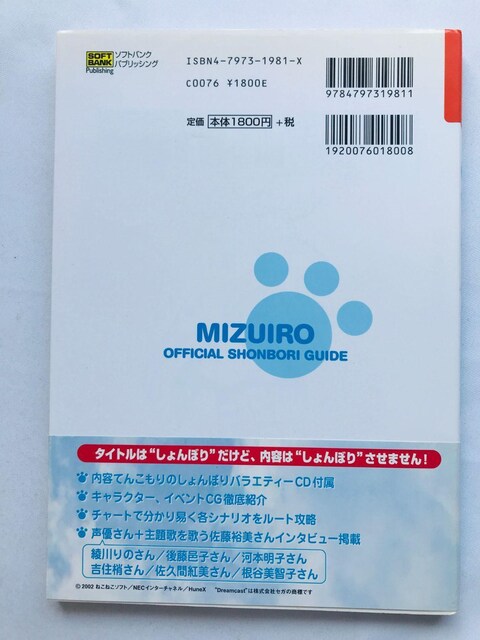 SOFT BANK Publishing
ソフトバンク
パブリッシング
ISBN4-7973-1981-X
C0076 ¥1800E
定価 本体1800円 +税
9784797319811
1920076018008
MIZUIRO
OFFICIAL SHONBORI GUIDE
タイトルは"しょんぼり"だけど、内容は"しょんぼり"させません!
内容てんこもりのしょんぼりバラエティーCD付属
キャラクター、イベントCG徹底紹介
チャートで分かり易く各シナリオをルート攻略
声優さん+主題歌を歌う佐藤裕美さんインタビュー掲載
綾川りのさん/後藤邑子さん/河本明子さん
吉住梢さん/佐久間紅美さん/根谷美智子さん
©2002 ねこねこソフト/NECインターチャネル/HuneX "Dreamcast"は株式会社セガの商標です